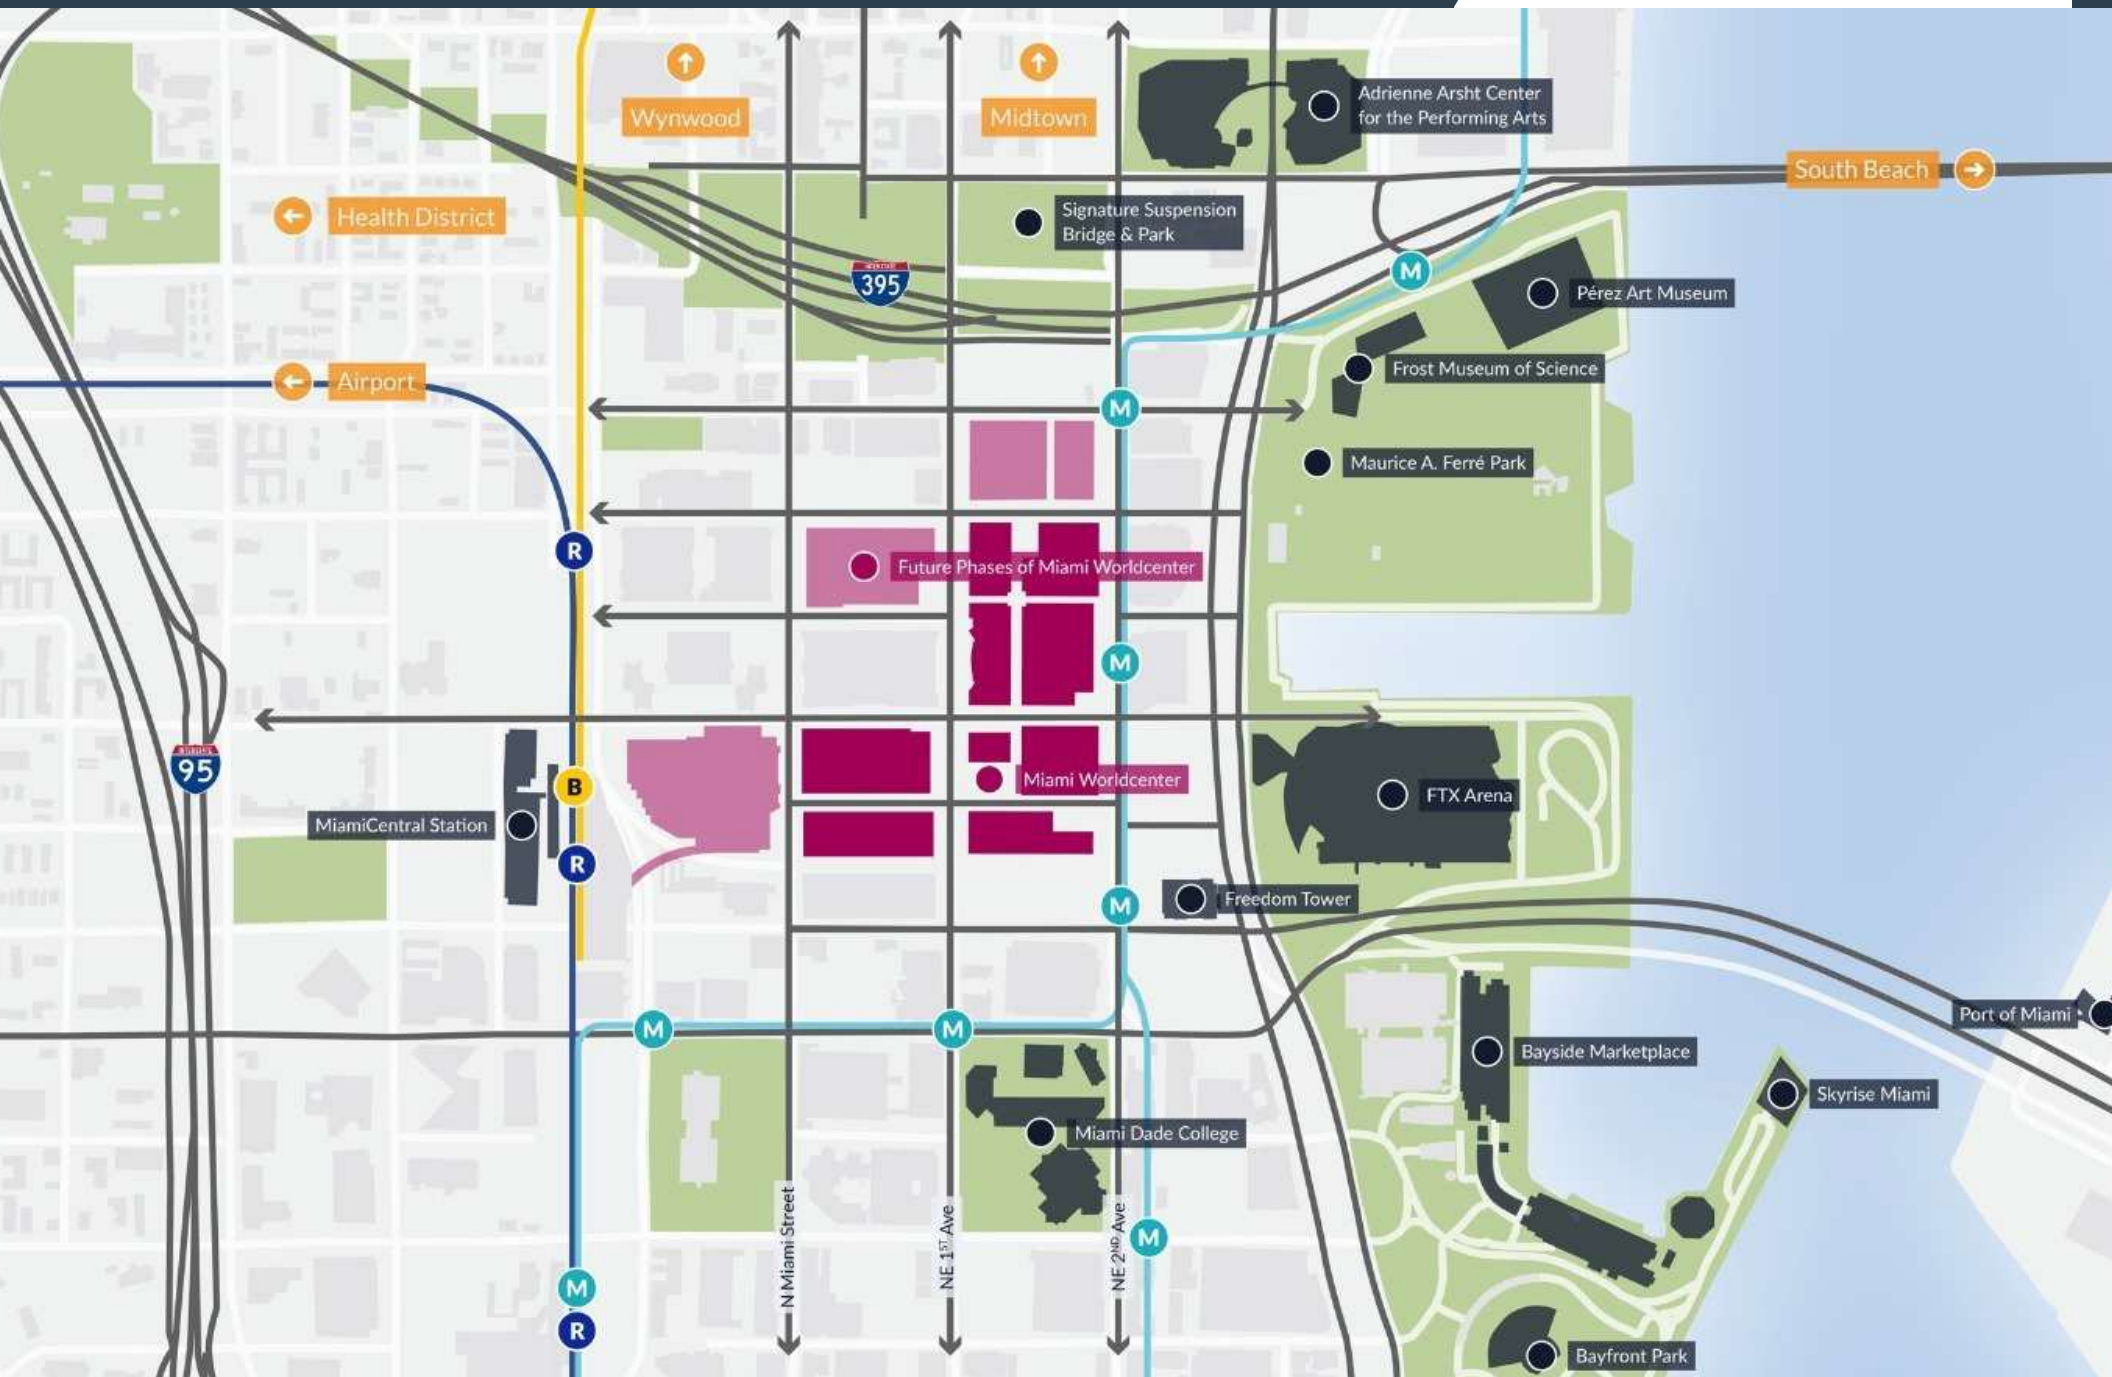 Wynwood
Midtown
Adrienne Arsht Center
for the Performing Arts
South Beach
Health District
Signature Suspension
Bridge & Park
INTERSTATE
395
Pérez Art Museum
Frost Museum of Science
Airport
M
M
Maurice A. Ferré Park
R
Future Phases of Miami Worldcenter
M
INTERSTATE
95
B
Miami Worldcenter
FTX Arena
MiamiCentral Station
R
M
Freedom Tower
Port of Miami
M
M
Bayside Marketplace
Skyrise Miami
Miami Dade College
N Miami Street
NE 1ST Ave
NE 2ND Ave
M
M
R
Bayfront Park